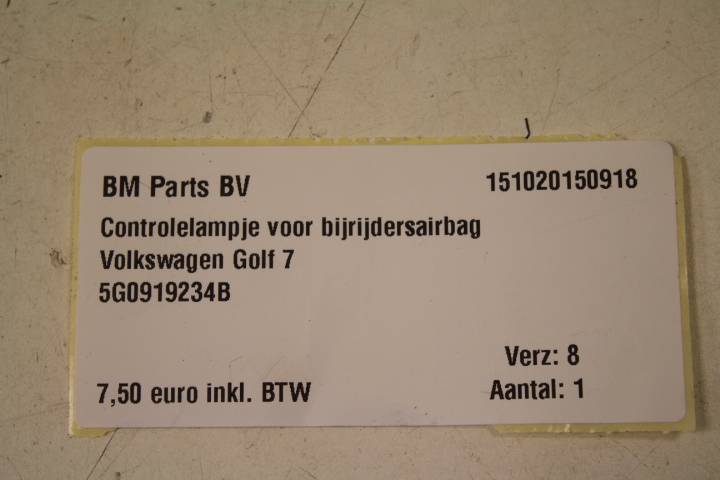 BM Parts BV 151020150918
Controlelampje voor bijrijdersairbag
Volkswagen Golf 7
5G0919234B
Verz: 8
7,50 euro inkl. BTW Aantal: 1